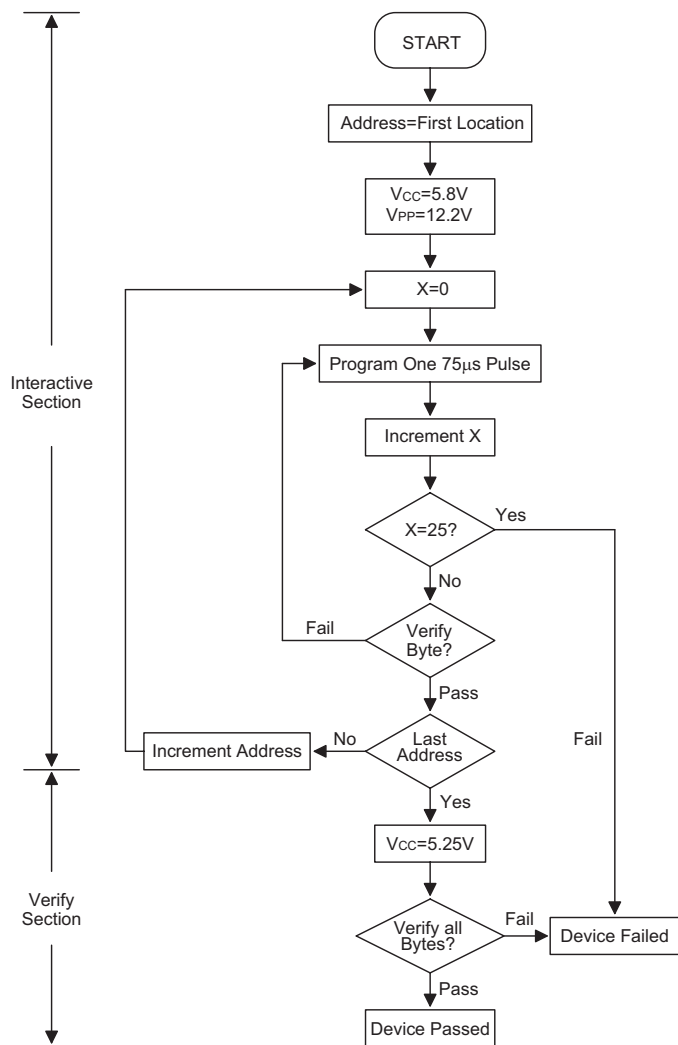 START
Address=First Location
VCC=5.8V
VPP=12.2V
X=0
Program One 75μs Pulse
Interactive
Section
Increment X
X=25?
Yes
No
Fail
Verify
Byte?
Pass
Increment Address
No
Last
Address
Fail
Yes
VCC=5.25V
Verify
Section
Verify all
Bytes?
Fail
Device Failed
Pass
Device Passed